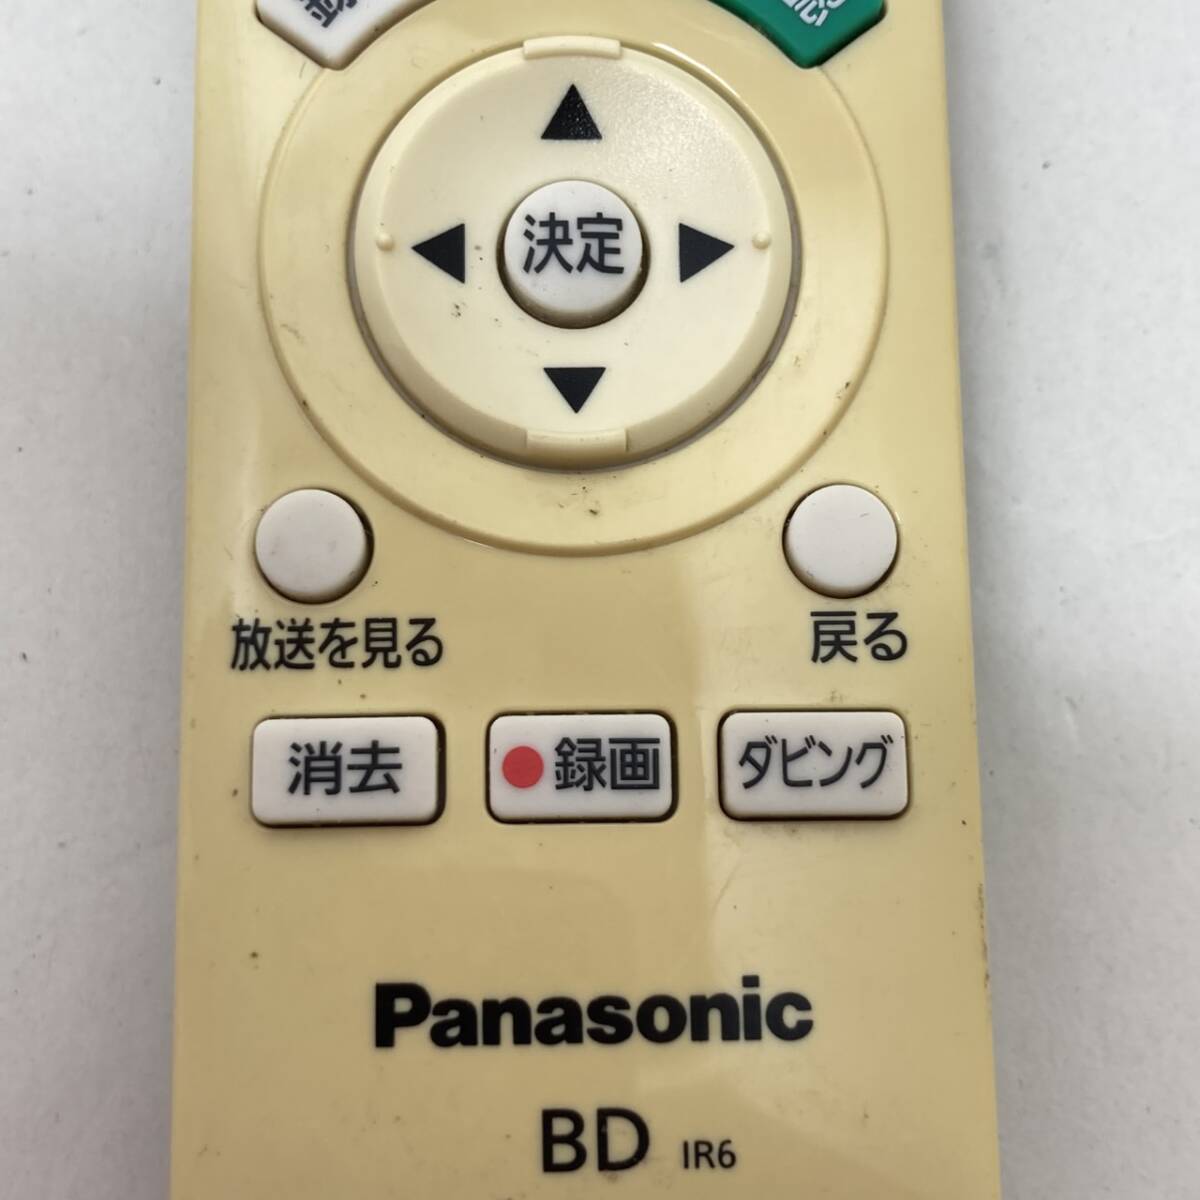 決定
放送を見る
戻る
消去
録画
ダビング
Panasonic
BD IR6